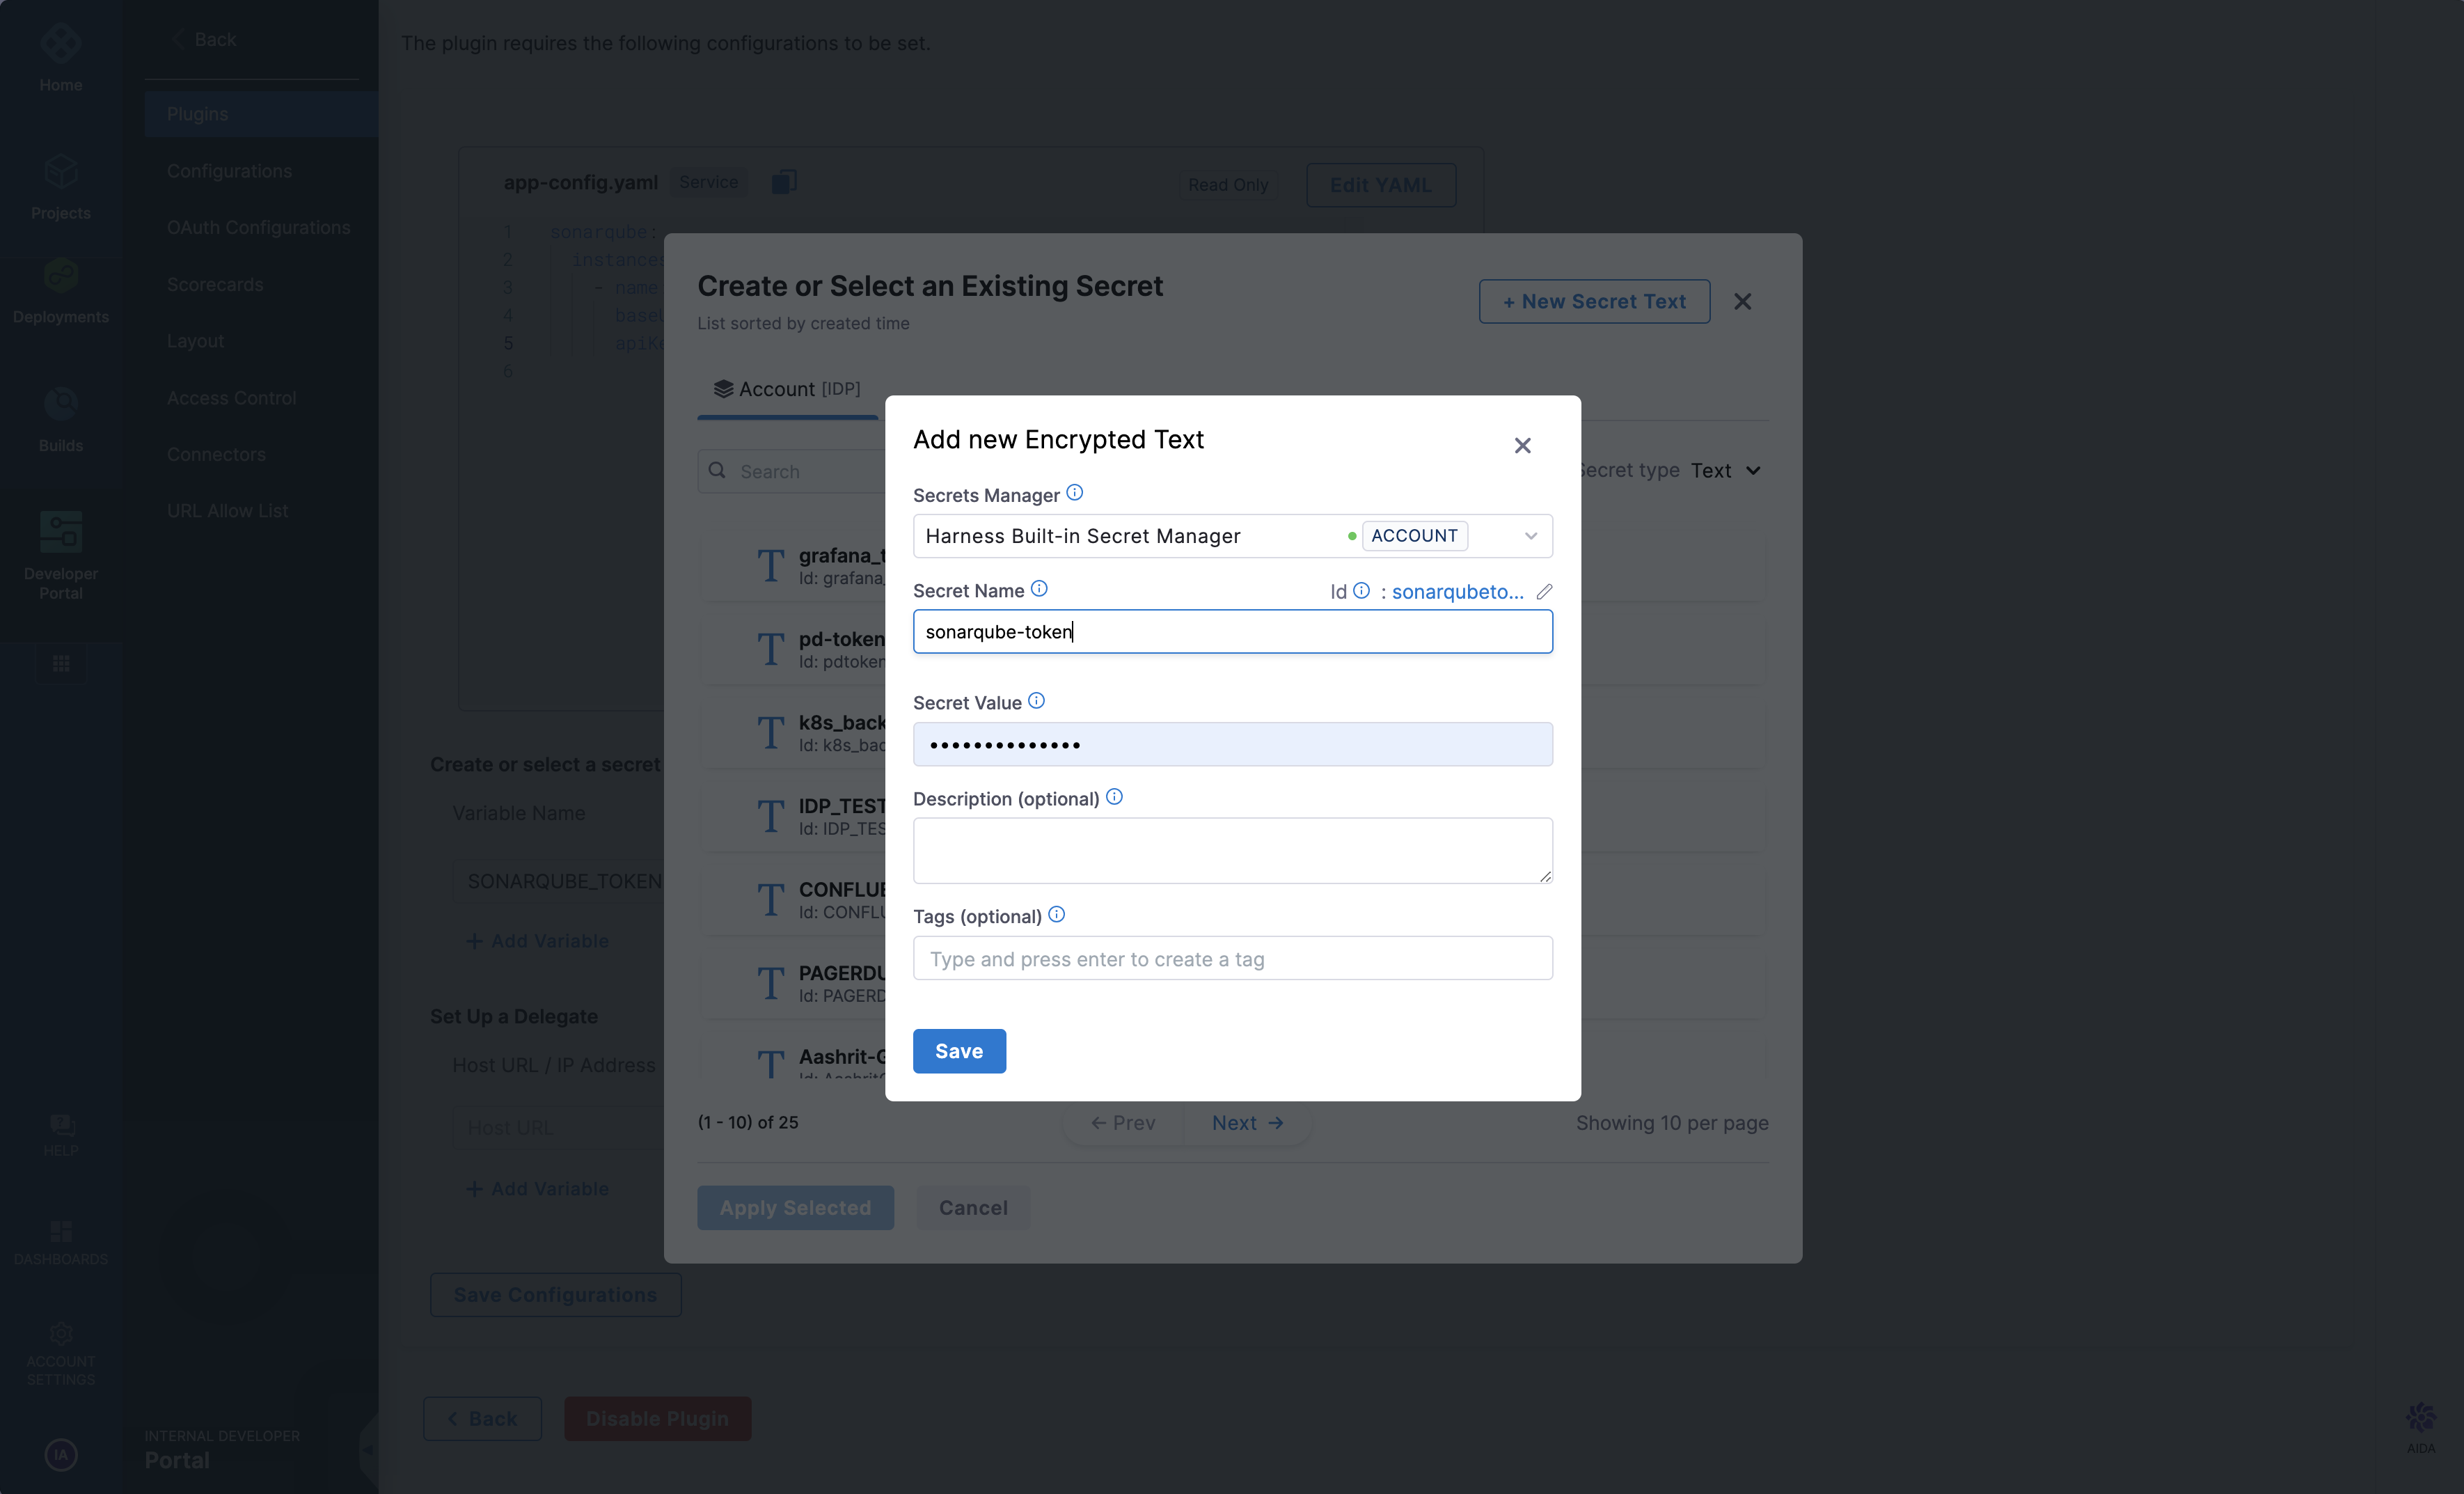 Home
Projects
Deployments
Builds
Developer
Portal
HELP
DASHBOARDS
ACCOUNT
SETTINGS
IA
Back
Plugins
Configurations
OAuth Configurations
Scorecards
Layout
Access Control
Connectors
URL Allow List
INTERNAL DEVELOPER
Portal
The plugin requires the following configurations to be set.
app-config.yaml Service Read Only Edit YAML
1 sonarqube:
2 instances
3 - name
4 base
5 apiKe
6
Create or select a secret
Variable Name
SONARQUBE_TOKEN
+ Add Variable
Set Up a Delegate
Host URL / IP Address
Host URL
+ Add Variable
Save Configurations
Back Disable Plugin
AIDA
Create or Select an Existing Secret
List sorted by created time
+ New Secret Text
Account [IDP]
Search
Secret type Text
grafana_t
Id: grafana_
pd-token
Id: pdtoken
k8s_back
Id: k8s_bac
IDP_TEST
Id: IDP_TES
CONFLUE
Id: CONFLU
PAGERDU
Id: PAGERD
Aashrit-G
(1 - 10) of 25 ← Prev Next → Showing 10 per page
Apply Selected Cancel
Add new Encrypted Text
Secrets Manager
Harness Built-in Secret Manager ACCOUNT
Secret Name Id : sonarqubeto...
sonarqube-token
Secret Value
••••••••••••••
Description (optional)
Tags (optional)
Type and press enter to create a tag
Save